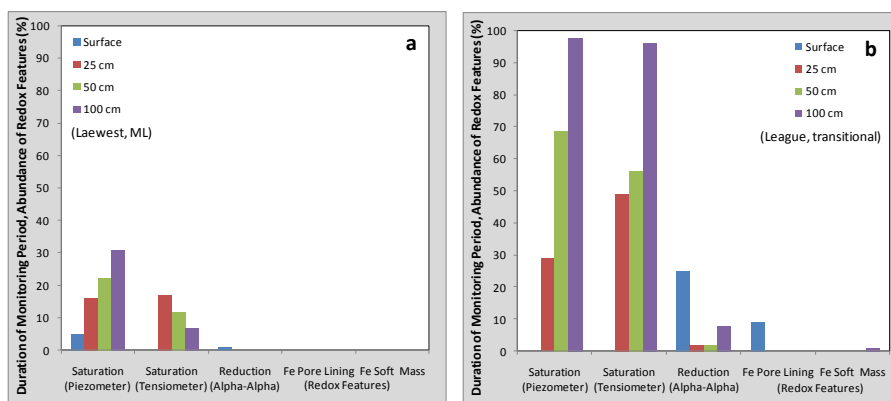 Duration of Monitoring Period, Abundance of Redox Features (%)
100
90
80
70
60
50
40
30
20
10
0
a
Surface
25 cm
50 cm
100 cm
(Laewest, ML)
Saturation
(Piezometer)
Saturation
(Tensiometer)
Reduction
(Alpha-Alpha)
Fe Pore Lining
Fe Soft Mass
(Redox Features)
Duration of Monitoring Period, Abundance of Redox Features (%)
100
90
80
70
60
50
40
30
20
10
0
b
Surface
25 cm
50 cm
100 cm
(League, transitional)
Saturation
(Piezometer)
Saturation
(Tensiometer)
Reduction
(Alpha-Alpha)
Fe Pore Lining
Fe Soft Mass
(Redox Features)